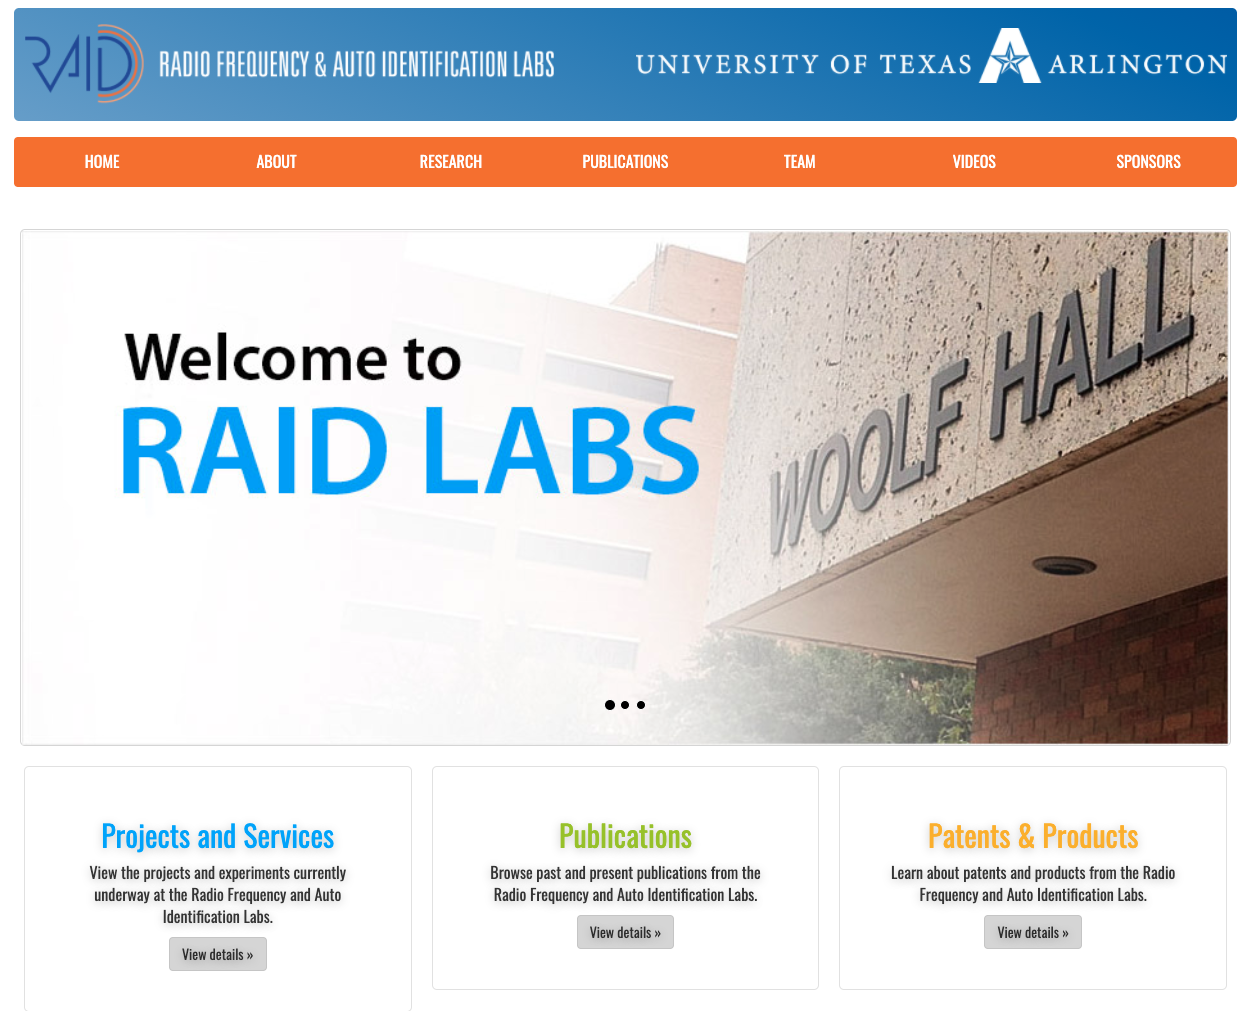 RAID RADIO FREQUENCY & AUTO IDENTIFICATION LABS
UNIVERSITY OF TEXAS A ARLINGTON
HOME ABOUT RESEARCH PUBLICATIONS TEAM VIDEOS SPONSORS
Welcome to
RAID LABS
WOOLF HALL
Projects and Services
View the projects and experiments currently
underway at the Radio Frequency and Auto
Identification Labs.
View details »
Publications
Browse past and present publications from the
Radio Frequency and Auto Identification Labs.
View details »
Patents & Products
Learn about patents and products from the Radio
Frequency and Auto Identification Labs.
View details »